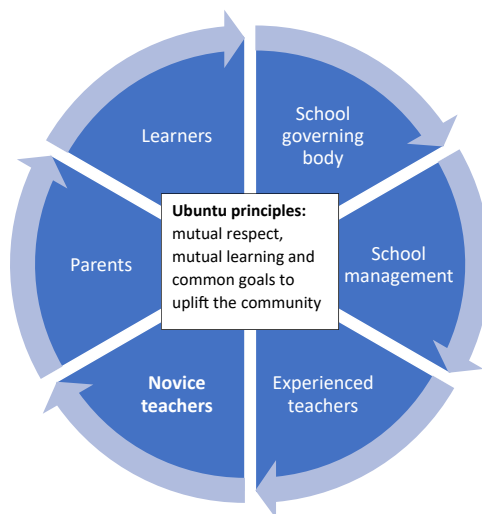 Learners
School
governing
body
Ubuntu principles:
mutual respect,
mutual learning and
common goals to
uplift the community
Parents
School
management
Novice
teachers
Experienced
teachers